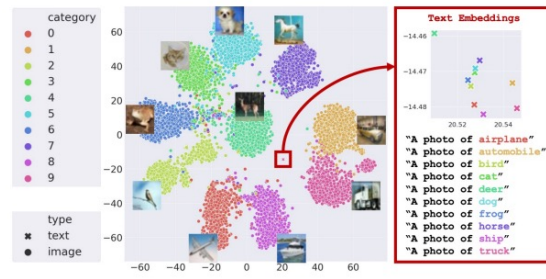 category
0
1
2
3
4
5
6
7
8
9
type
text
image
60
40
20
0
−20
−40
−60
−60 −40 −20 0 20 40 60
Text Embeddings
−14.46
−14.48
20.52 20.54
"A photo of airplane"
"A photo of automobile"
"A photo of bird"
"A photo of cat"
"A photo of deer"
"A photo of dog"
"A photo of frog"
"A photo of horse"
"A photo of ship"
"A photo of truck"